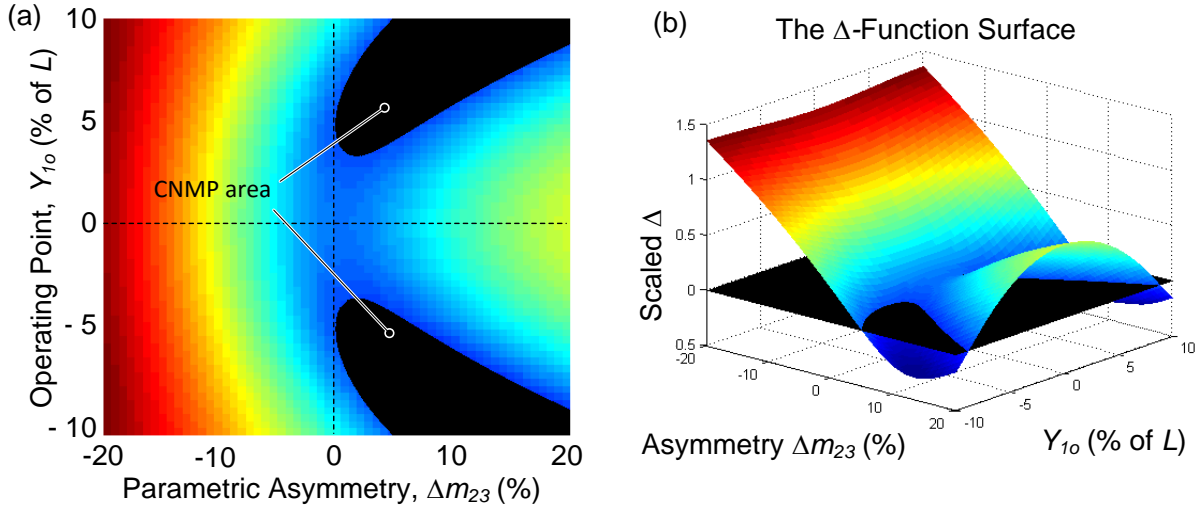 (a)
10
5
0
- 5
- 10
Operating Point, Y1o (% of L)
CNMP area
-20
-10
0
10
20
Parametric Asymmetry, Δm23 (%)
(b)
The Δ-Function Surface
1.5
1
0.5
0
0.5
Scaled Δ
-20
-10
0
10
20
-10
-5
0
5
10
Asymmetry Δm23 (%)
Y1o (% of L)